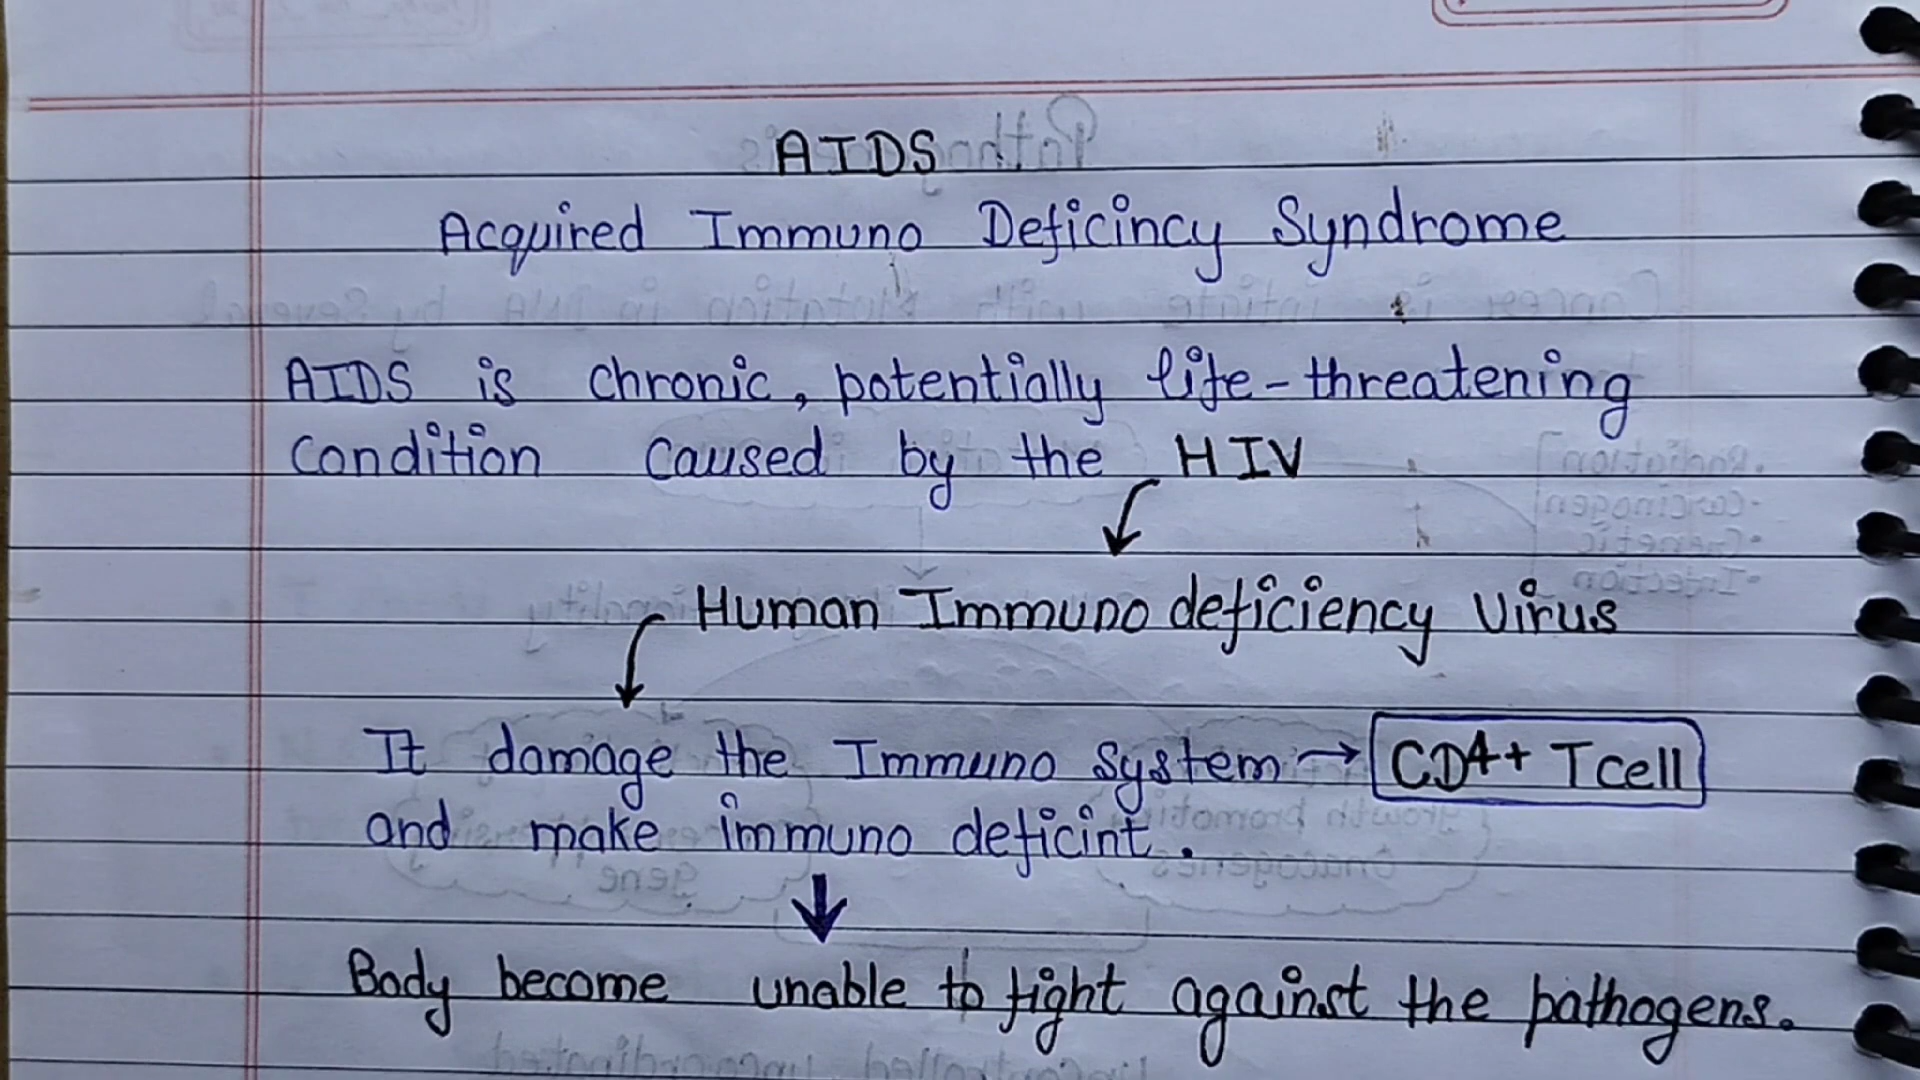 AIDS
Acquired Immuno Deficincy Syndrome
AIDS is chronic, potentially life-threatening
condition caused by the HIV
Human Immuno deficiency Virus
It damage the Immuno system → CD4+ T cell
and make immuno deficint.
Body become unable to fight against the pathogens.